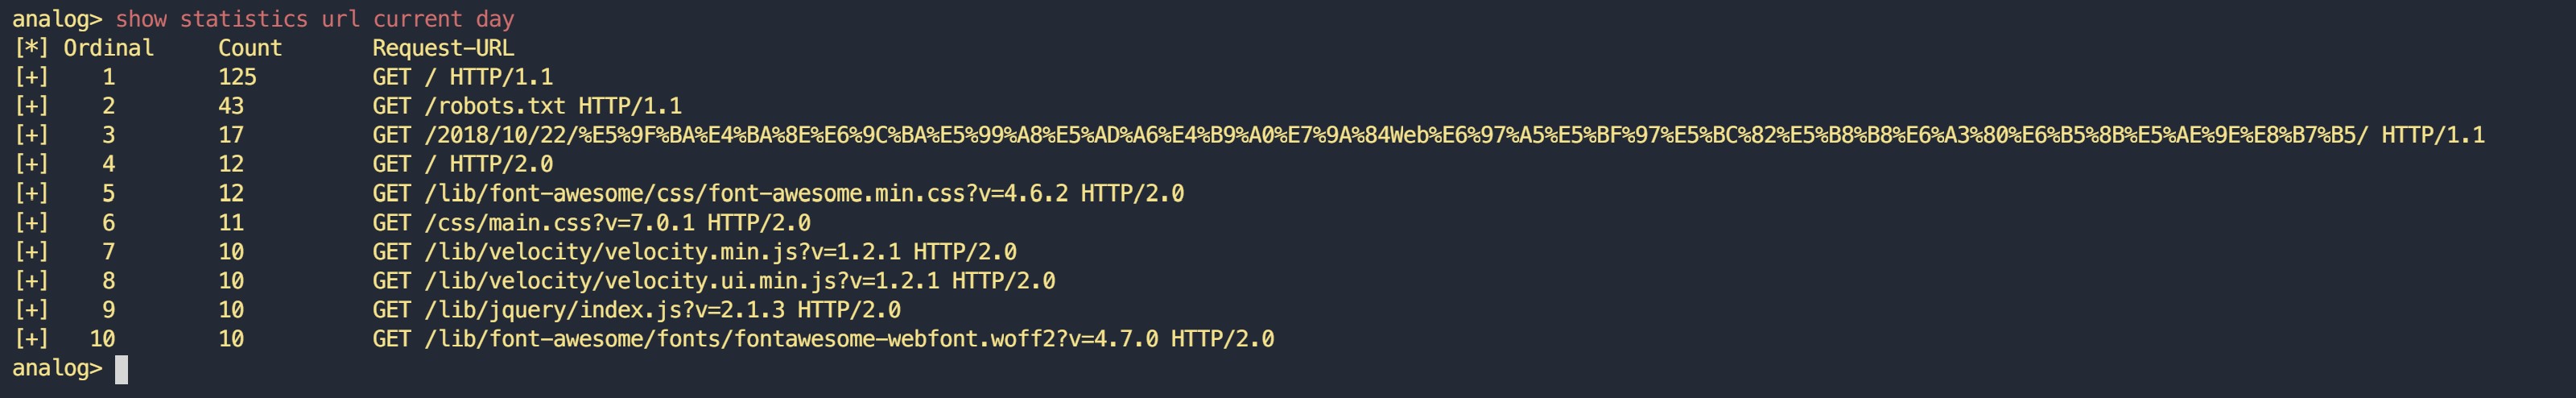 analog> show statistics url current day
[*] Ordinal Count Request-URL
[+] 1 125 GET / HTTP/1.1
[+] 2 43 GET /robots.txt HTTP/1.1
[+] 3 17 GET /2018/10/22/%E5%9F%BA%E4%BA%8E%E6%9C%BA%E5%99%A8%E5%AD%A6%E4%B9%A0%E7%9A%84Web%E6%97%A5%E5%BF%97%E5%BC%82%E5%B8%B8%E6%A3%80%E6%B5%8B%E5%AE%9E%E8%B7%B5/ HTTP/1.1
[+] 4 12 GET / HTTP/2.0
[+] 5 12 GET /lib/font-awesome/css/font-awesome.min.css?v=4.6.2 HTTP/2.0
[+] 6 11 GET /css/main.css?v=7.0.1 HTTP/2.0
[+] 7 10 GET /lib/velocity/velocity.min.js?v=1.2.1 HTTP/2.0
[+] 8 10 GET /lib/velocity/velocity.ui.min.js?v=1.2.1 HTTP/2.0
[+] 9 10 GET /lib/jquery/index.js?v=2.1.3 HTTP/2.0
[+] 10 10 GET /lib/font-awesome/fonts/fontawesome-webfont.woff2?v=4.7.0 HTTP/2.0
analog>